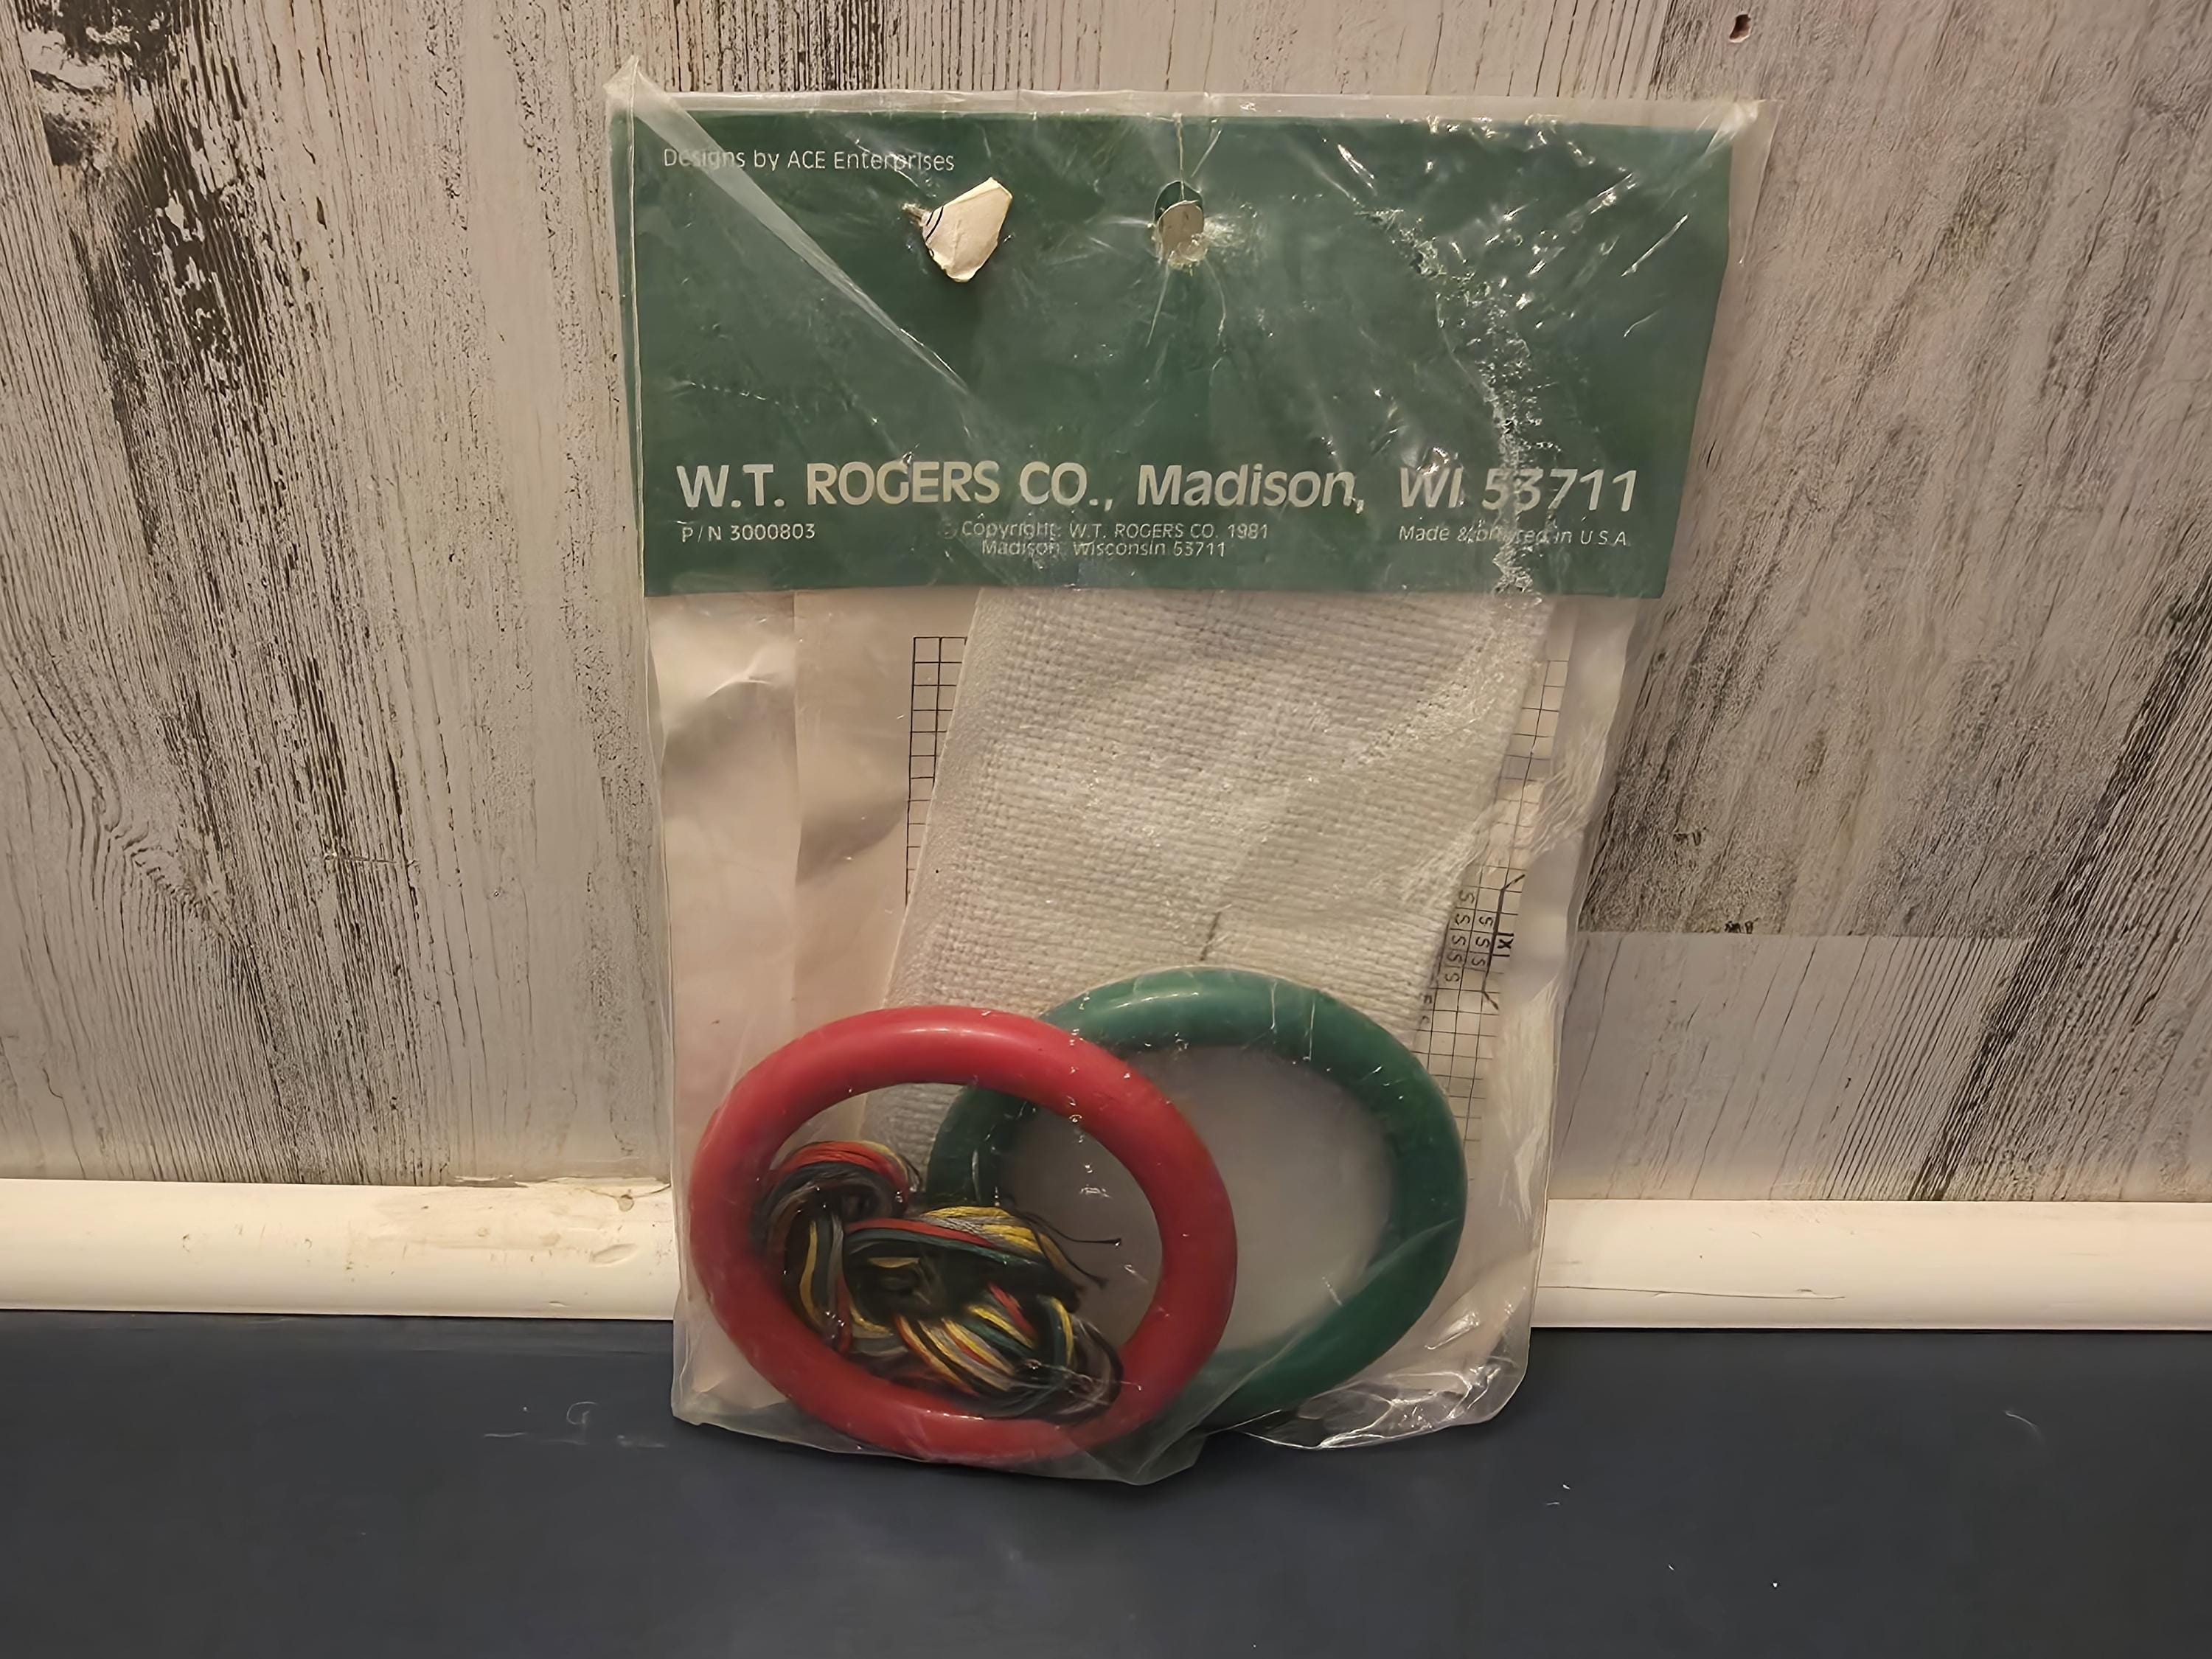 Designs by ACE Enterprises
W.T. ROGERS CO., Madison, WI 53711
P/N 3000803
© Copyright: W.T. ROGERS CO. 1981
Madison, Wisconsin 53711
Made & printed in U.S.A.